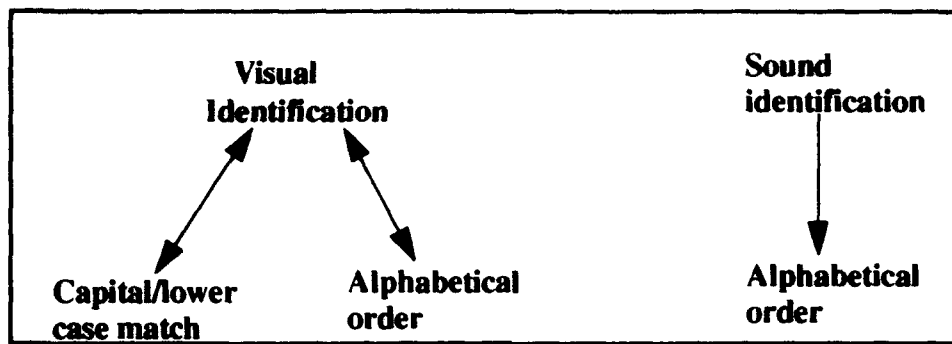 Visual
Identification
Sound
identification
Capital/lower
case match
Alphabetical
order
Alphabetical
order